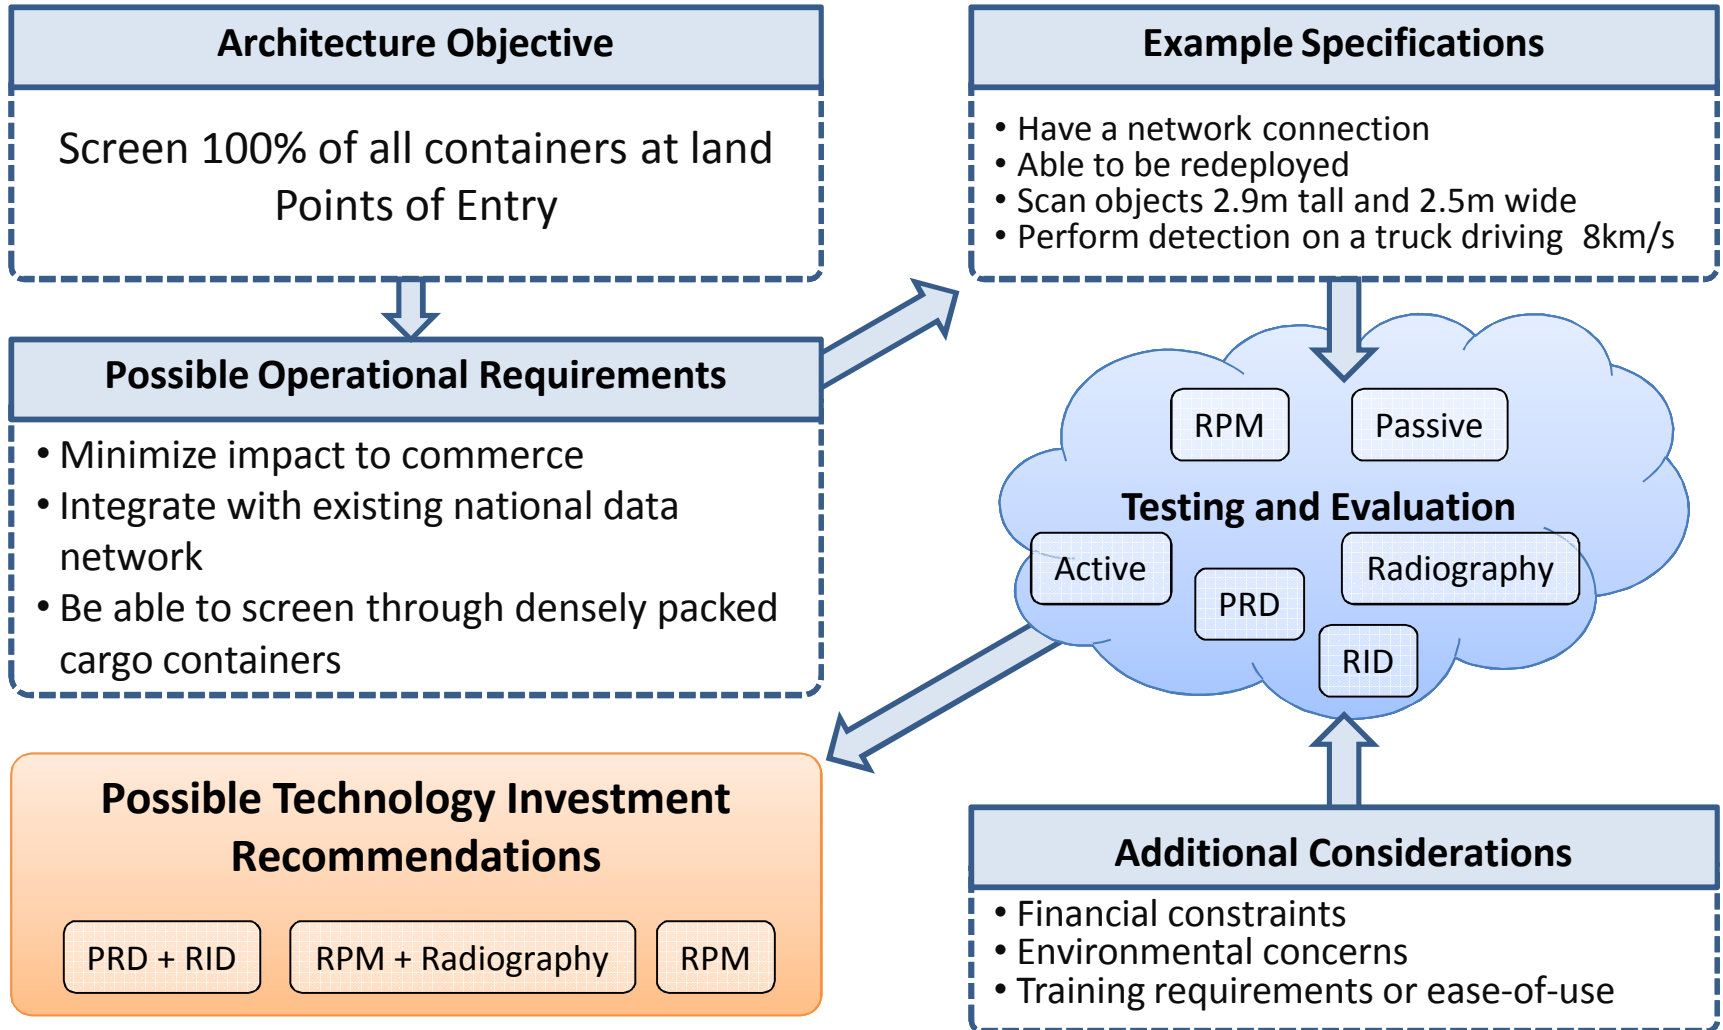 Architecture Objective
Screen 100% of all containers at land
Points of Entry
Possible Operational Requirements
• Minimize impact to commerce
• Integrate with existing national data
network
• Be able to screen through densely packed
cargo containers
Example Specifications
• Have a network connection
• Able to be redeployed
• Scan objects 2.9m tall and 2.5m wide
• Perform detection on a truck driving 8km/s
RPM
Passive
Testing and Evaluation
Active
Radiography
PRD
RID
Additional Considerations
• Financial constraints
• Environmental concerns
• Training requirements or ease-of-use
Possible Technology Investment
Recommendations
PRD + RID
RPM + Radiography
RPM